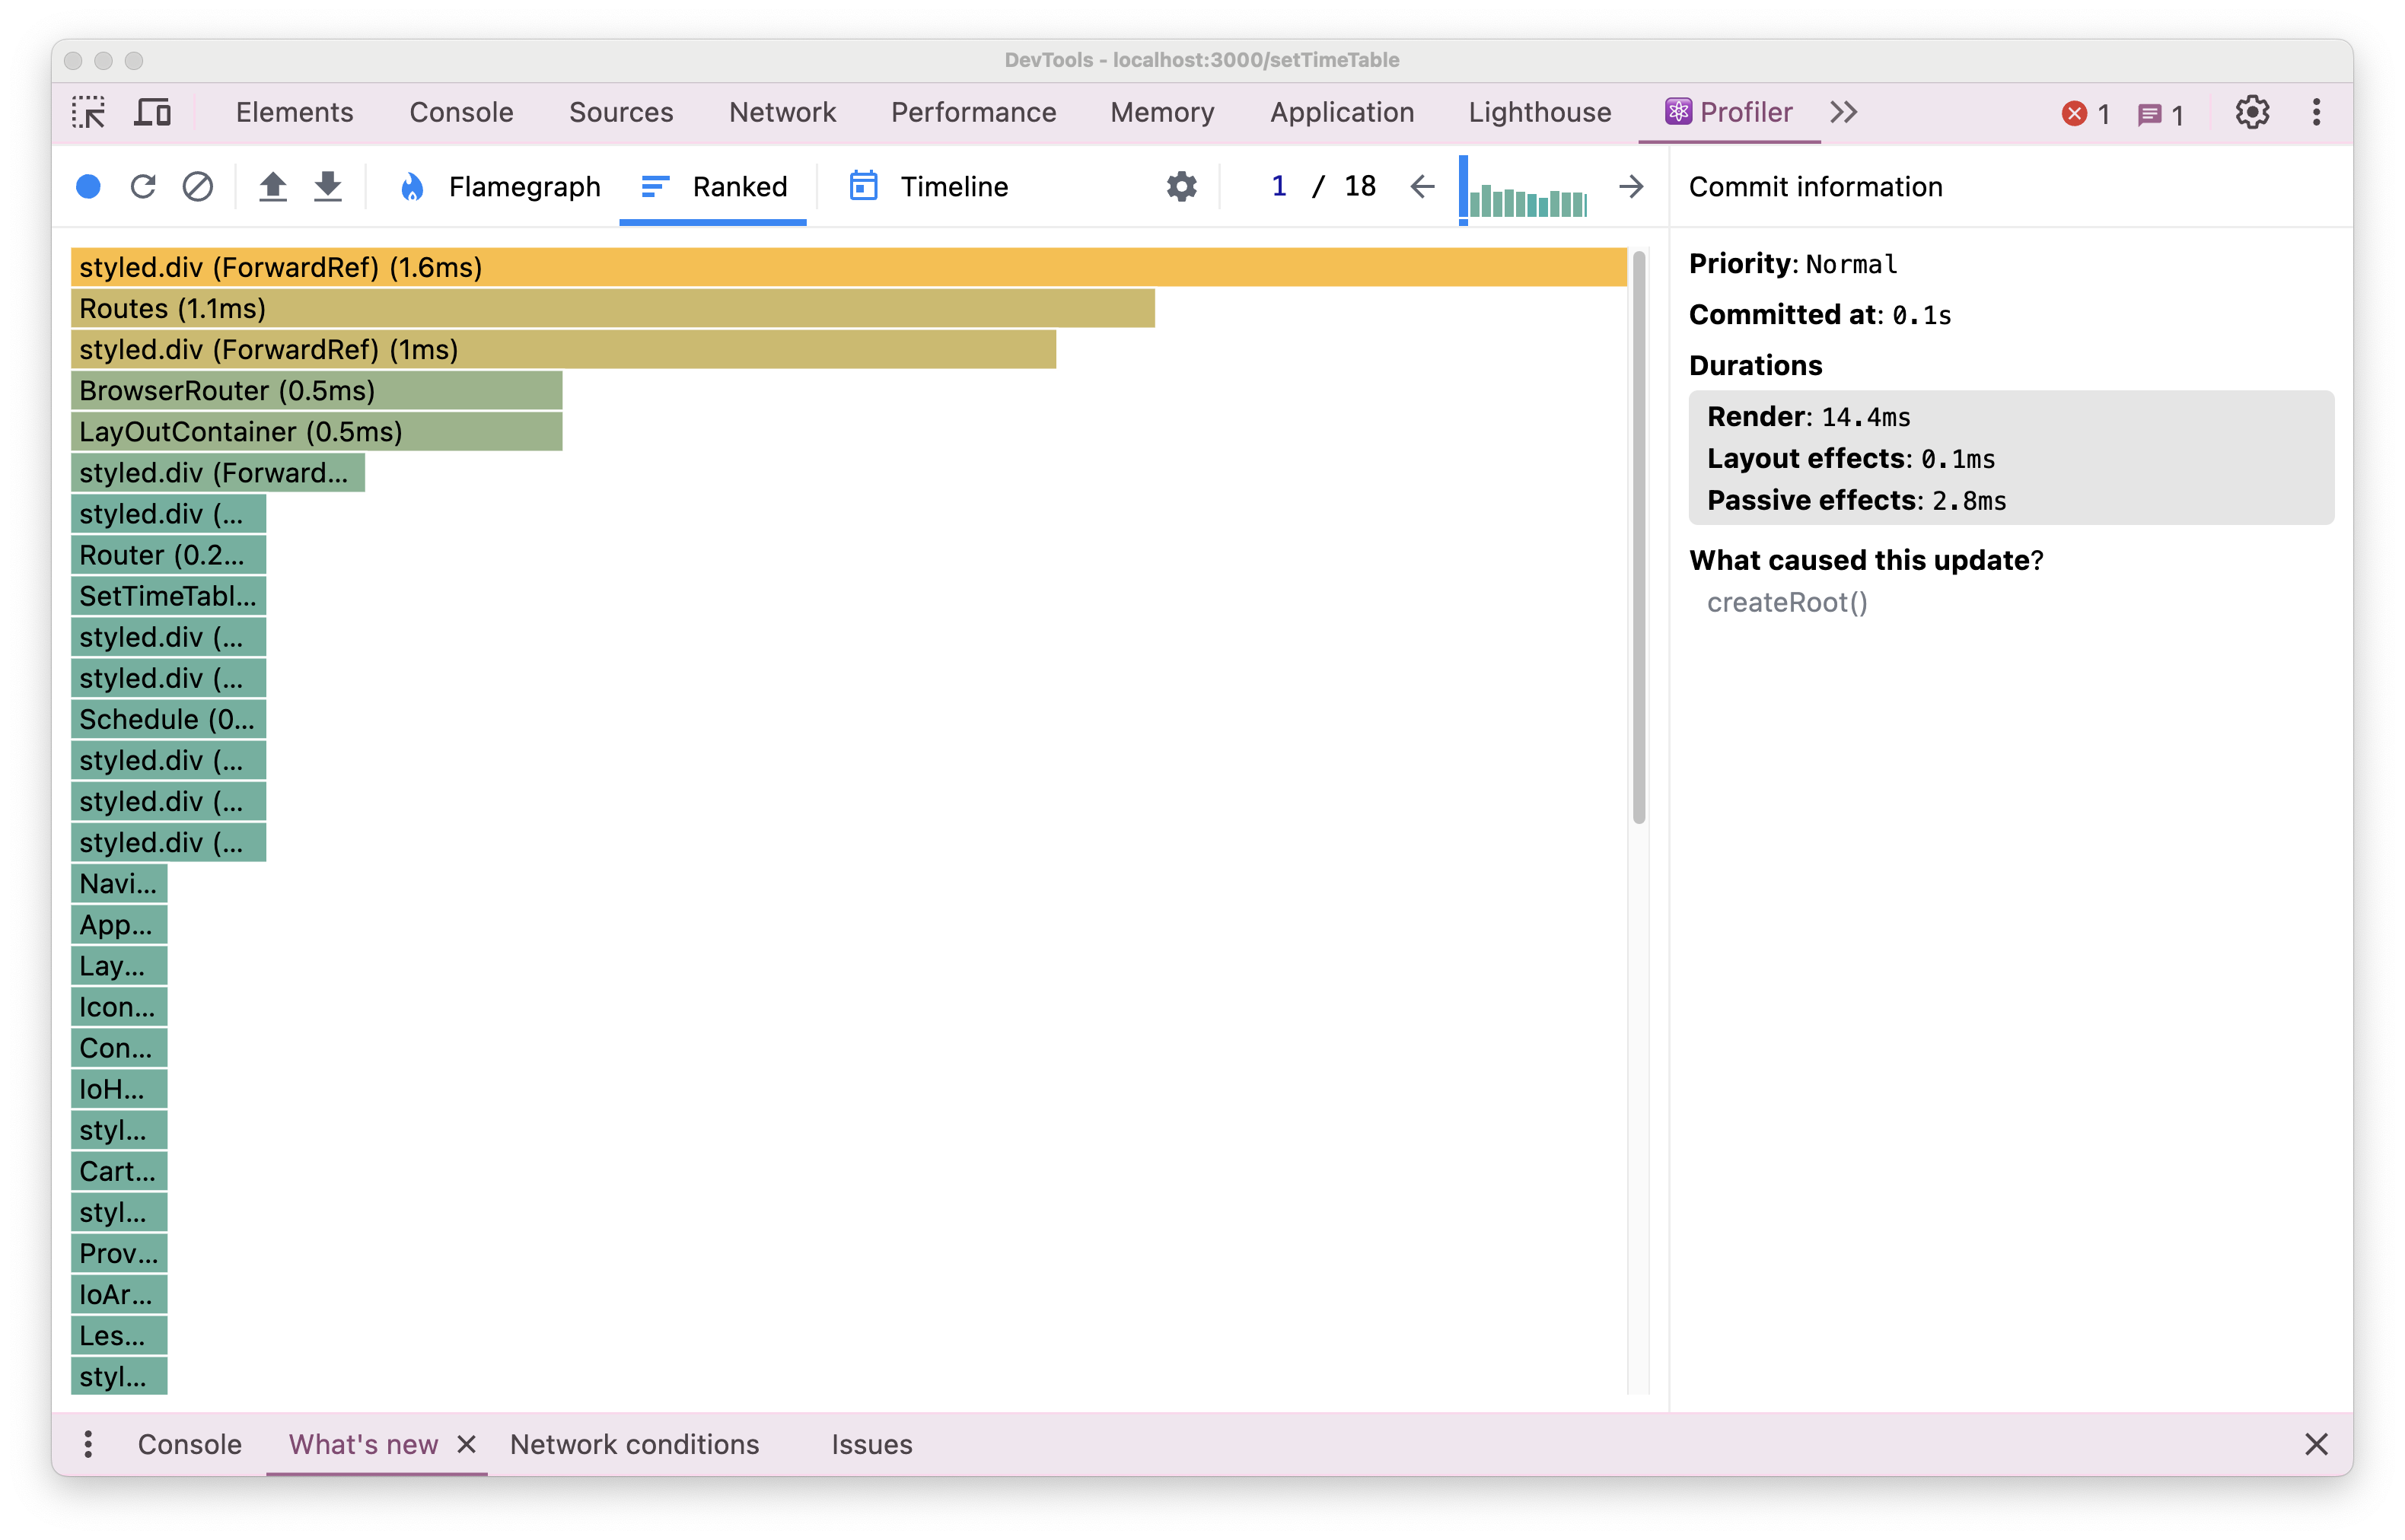 DevTools - localhost:3000/setTimeTable
Elements Console Sources Network Performance Memory Application Lighthouse Profiler 1 1
Flamegraph Ranked Timeline 1 / 18 Commit information
styled.div (ForwardRef) (1.6ms)
Routes (1.1ms)
styled.div (ForwardRef) (1ms)
BrowserRouter (0.5ms)
LayOutContainer (0.5ms)
styled.div (Forward...
styled.div (...
Router (0.2...
SetTimeTabl...
styled.div (...
styled.div (...
Schedule (0...
styled.div (...
styled.div (...
styled.div (...
Navi...
App...
Lay...
Icon...
Con...
IoH...
styl...
Cart...
styl...
Prov...
IoAr...
Les...
styl...
Priority: Normal
Committed at: 0.1s
Durations
Render: 14.4ms
Layout effects: 0.1ms
Passive effects: 2.8ms
What caused this update?
createRoot()
Console What's new Network conditions Issues